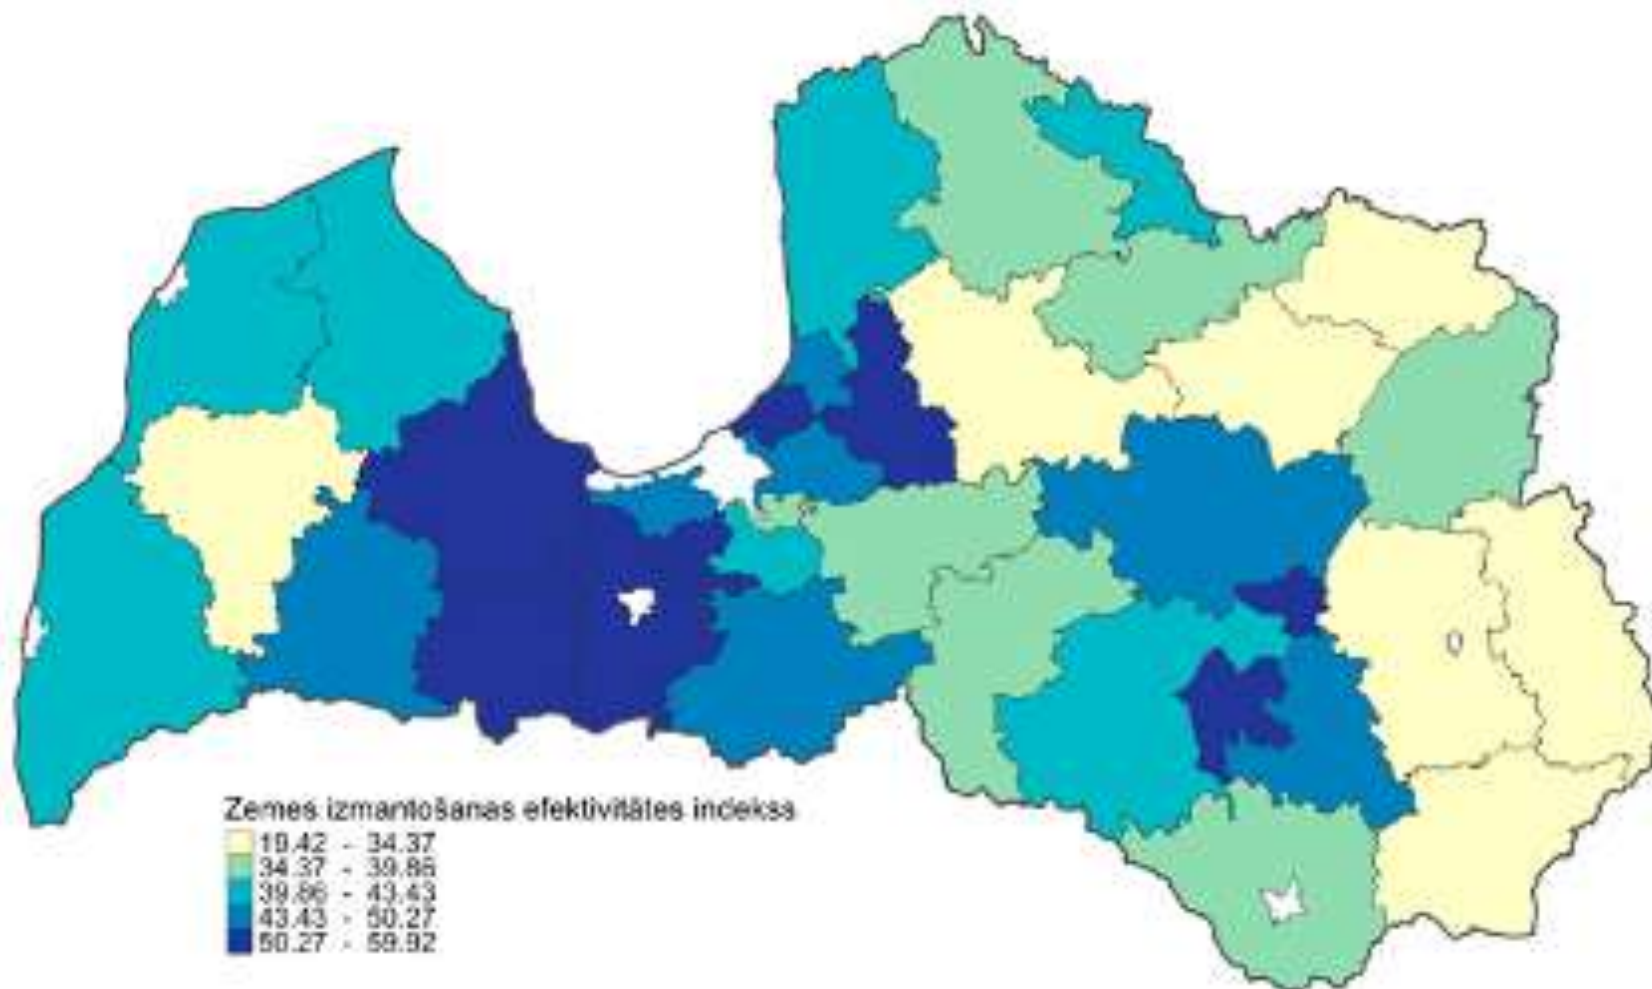 Zemes izmantošanas efektivitātes indekss
19.42 - 34.37
34.37 - 39.86
39.86 - 43.43
43.43 - 50.27
50.27 - 59.92